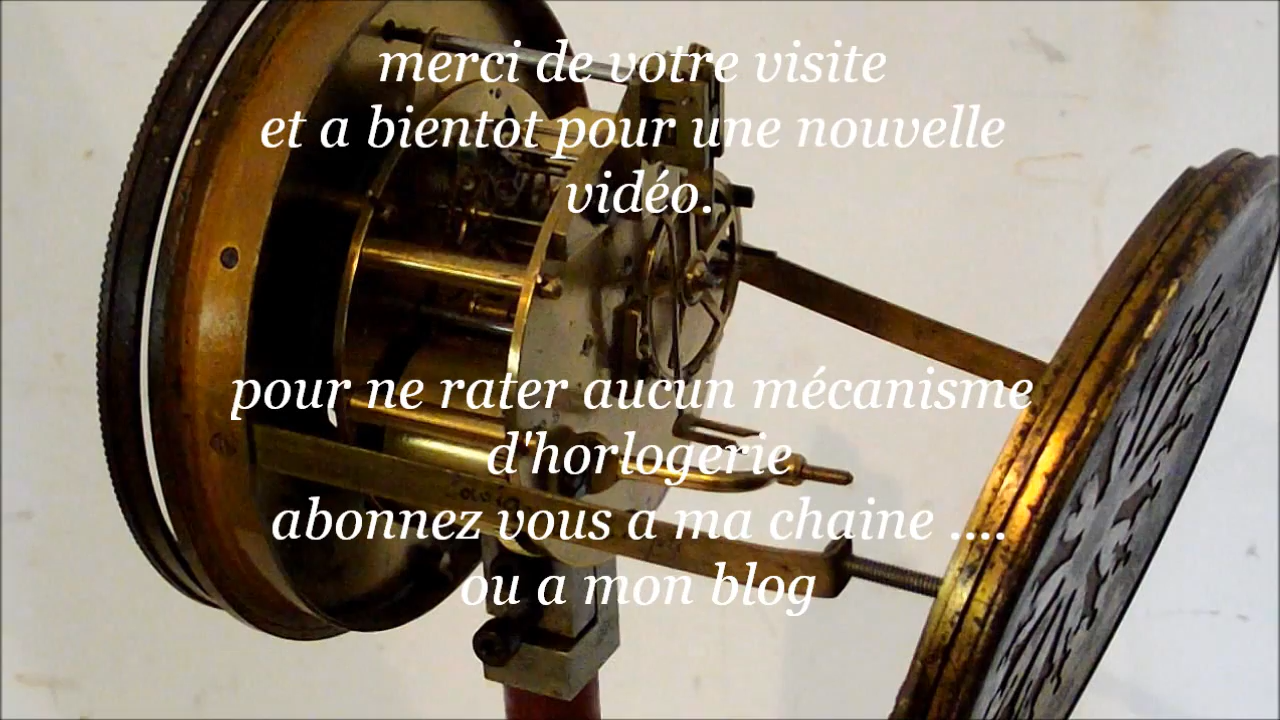 merci de votre visite
et a bientot pour une nouvelle
vidéo.
pour ne rater aucun mécanisme
d'horlogerie
abonnez vous a ma chaine ....
ou a mon blog